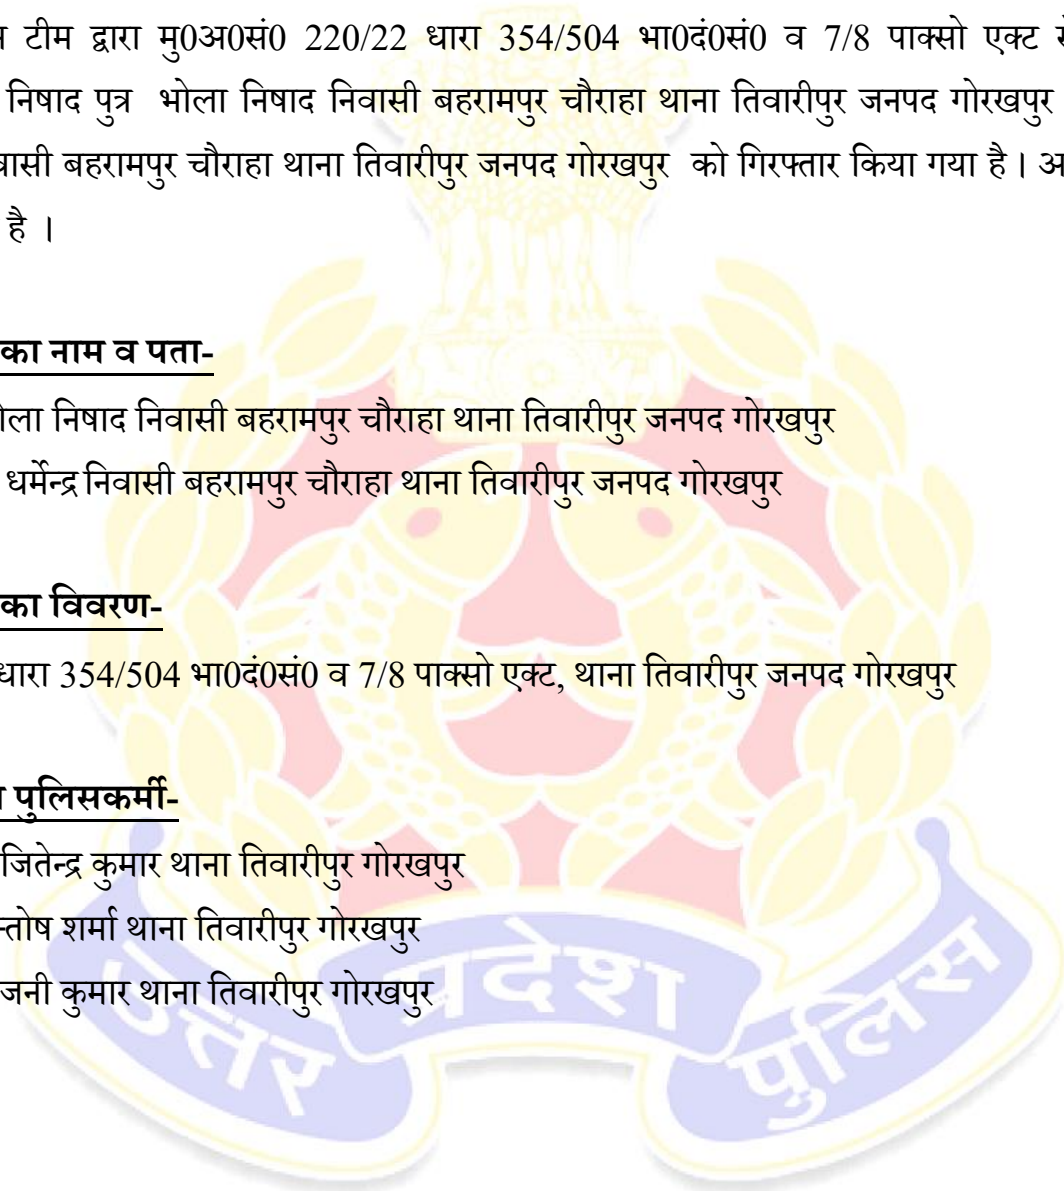 टीम द्वारा मु0अ0सं0 220/22 धारा 354/504 भा0दं0सं0 व 7/8 पाक्सो एक्ट
निषाद पुत्र भोला निषाद निवासी बहरामपुर चौराहा थाना तिवारीपुर जनपद गोरखपुर
बहरामपुर चौराहा थाना तिवारीपुर जनपद गोरखपुर को गिरफ्तार किया गया है।
है ।
का नाम व पता-
निषाद निवासी बहरामपुर चौराहा थाना तिवारीपुर जनपद गोरखपुर
धर्मेन्द्र निवासी बहरामपुर चौराहा थाना तिवारीपुर जनपद गोरखपुर
का विवरण-
धारा 354/504 भा0दं0सं0 व 7/8 पाक्सो एक्ट, थाना तिवारीपुर जनपद गोरखपुर
पुलिसकर्मी-
जितेन्द्र कुमार थाना तिवारीपुर गोरखपुर
शर्मा थाना तिवारीपुर गोरखपुर
कुमार थाना तिवारीपुर गोरखपुर
उत्तर प्रदेश पुलिस